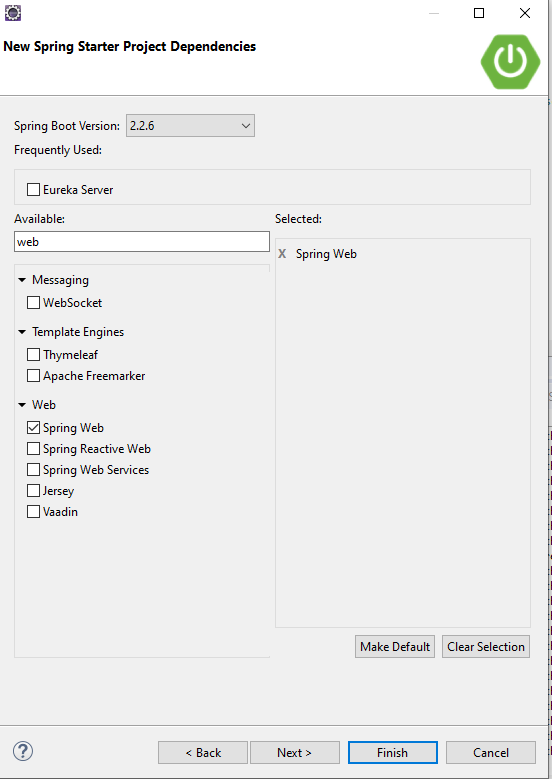 New Spring Starter Project Dependencies
Spring Boot Version: 2.2.6
Frequently Used:
Eureka Server
Available:
Selected:
web
X Spring Web
Messaging
WebSocket
Template Engines
Thymeleaf
Apache Freemarker
Web
Spring Web
Spring Reactive Web
Spring Web Services
Jersey
Vaadin
Make Default
Clear Selection
?
< Back
Next >
Finish
Cancel